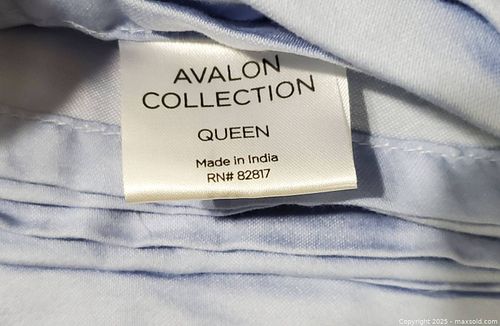 AVALON
COLLECTION
QUEEN
Made in India
RN# 82817
Copyright 2025 - maxsold.com